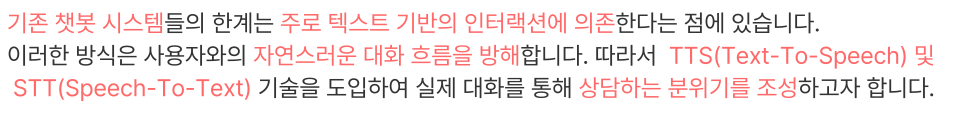 기존 챗봇 시스템들의 한계는 주로 텍스트 기반의 인터랙션에 의존한다는 점에 있습니다.
이러한 방식은 사용자와의 자연스러운 대화 흐름을 방해합니다. 따라서 TTS(Text-To-Speech) 및
STT(Speech-To-Text) 기술을 도입하여 실제 대화를 통해 상담하는 분위기를 조성하고자 합니다.